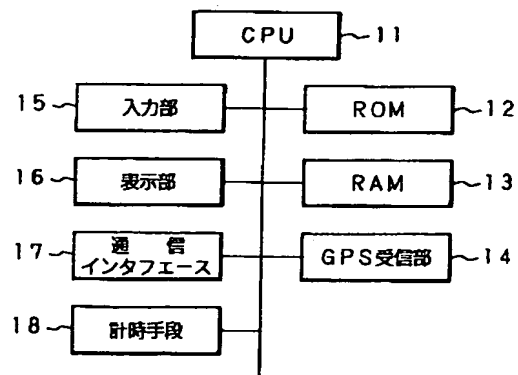 CPU 11
15 入力部 ROM 12
16 表示部 RAM 13
17 通 信
インタフェース GPS受信部 14
18 計時手段